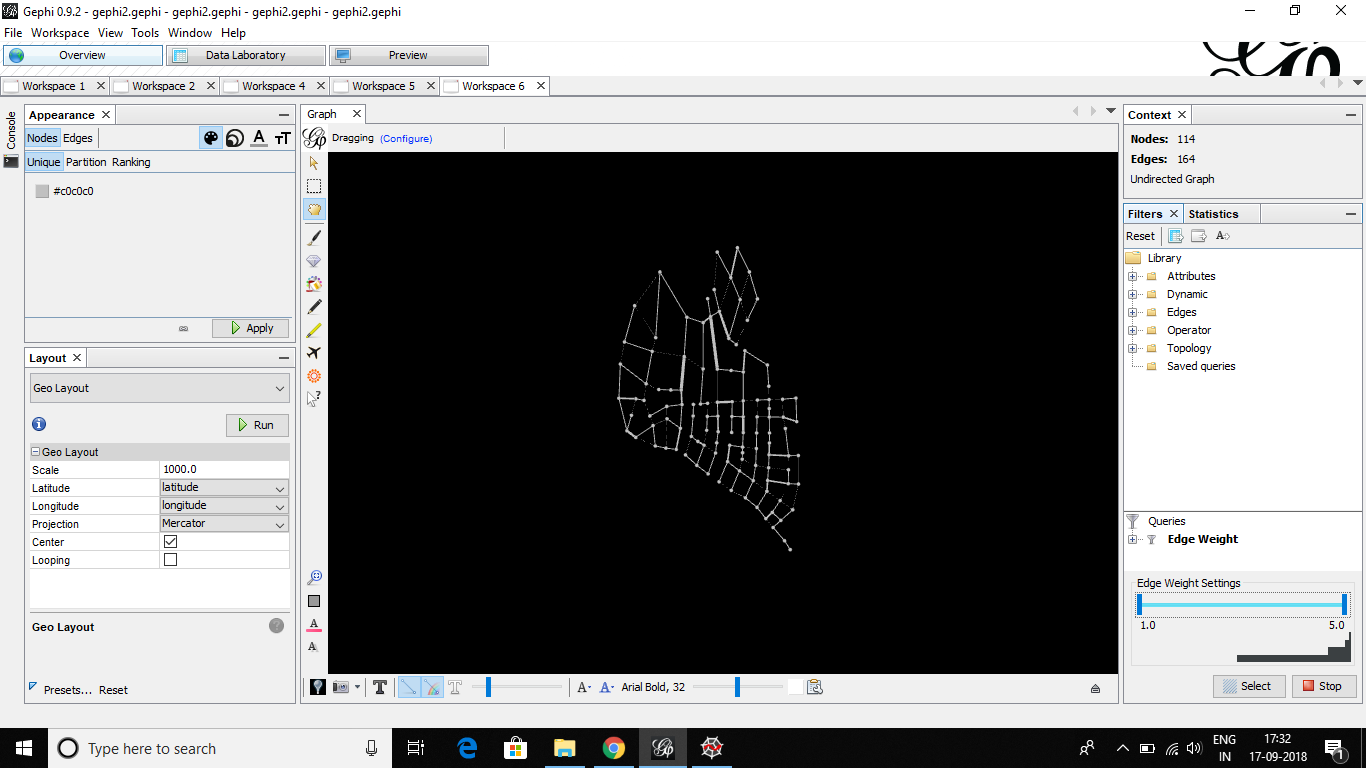 Gephi 0.9.2 - gephi2.gephi - gephi2.gephi - gephi2.gephi - gephi2.gephi
File Workspace View Tools Window Help
Overview Data Laboratory Preview
Workspace 1 Workspace 2 Workspace 4 Workspace 5 Workspace 6
Console
Appearance
Nodes Edges
Unique Partition Ranking
#c0c0c0
Apply
Layout
Geo Layout
Run
Geo Layout
Scale 1000.0
Latitude latitude
Longitude longitude
Projection Mercator
Center
Looping
Geo Layout
Presets... Reset
Graph
Dragging (Configure)
Arial Bold, 32
Context
Nodes: 114
Edges: 164
Undirected Graph
Filters Statistics
Reset
Library
Attributes
Dynamic
Edges
Operator
Topology
Saved queries
Queries
Edge Weight
Edge Weight Settings
1.0 5.0
Select Stop
Type here to search
ENG
IN
17:32
17-09-2018
1